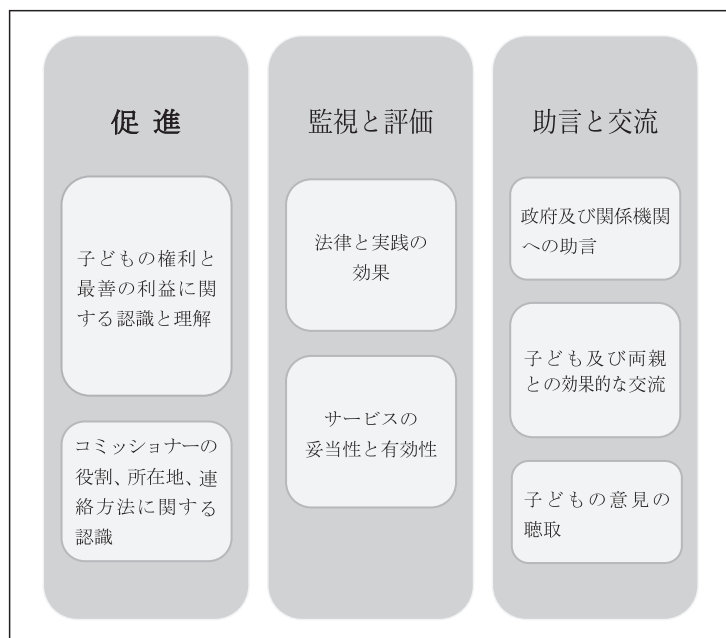 促進
子どもの権利と
最善の利益に関
する認識と理解
コミッショナーの
役割、所在地、連
絡方法に関する
認識
監視と評価
法律と実践の
効果
サービスの
妥当性と有効性
助言と交流
政府及び関係機関
への助言
子ども及び両親
との効果的な交流
子どもの意見の
聴取